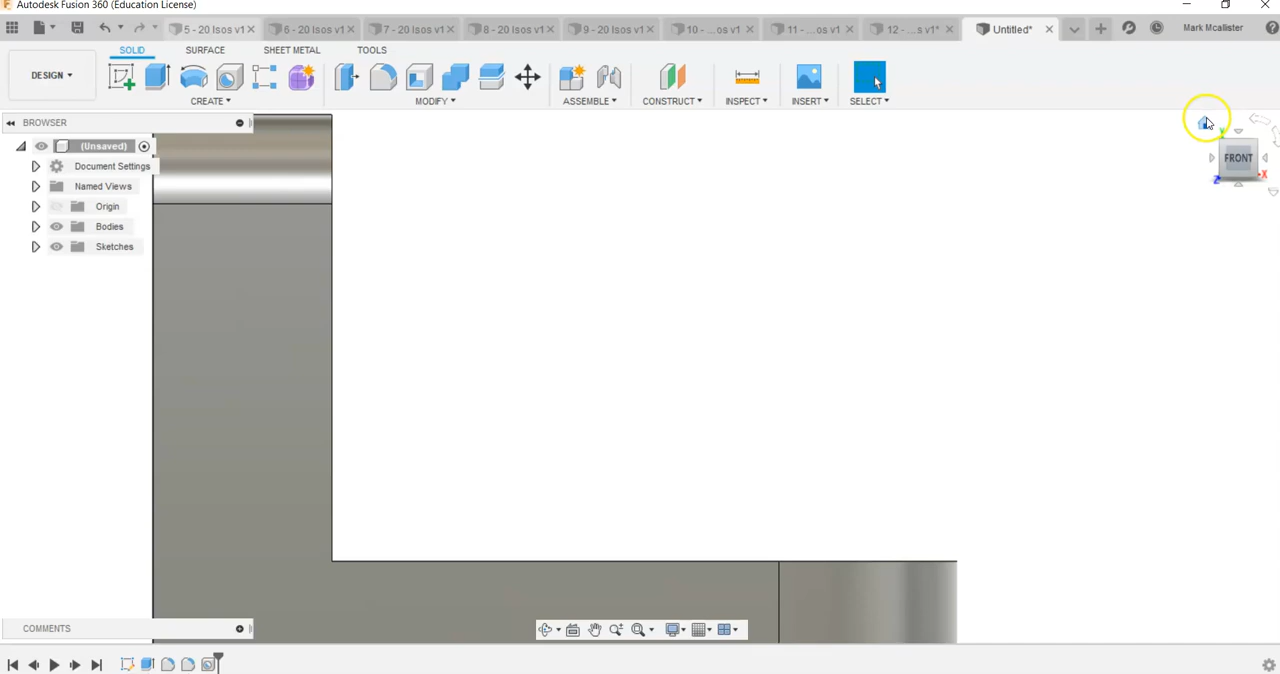 Autodesk Fusion 360 (Education License)
5 - 20 Isos v1 6 - 20 Isos v1 7 - 20 Isos v1 8 - 20 Isos v1 9 - 20 Isos v1 10 - ...os v1 11 - ...os v1 12 - ...s v1* Untitled* Mark Mcalister
SOLID SURFACE SHEET METAL TOOLS
DESIGN
CREATE MODIFY ASSEMBLE CONSTRUCT INSPECT INSERT SELECT
BROWSER
(Unsaved)
Document Settings
Named Views
Origin
Bodies
Sketches
Y
FRONT
X
Z
COMMENTS